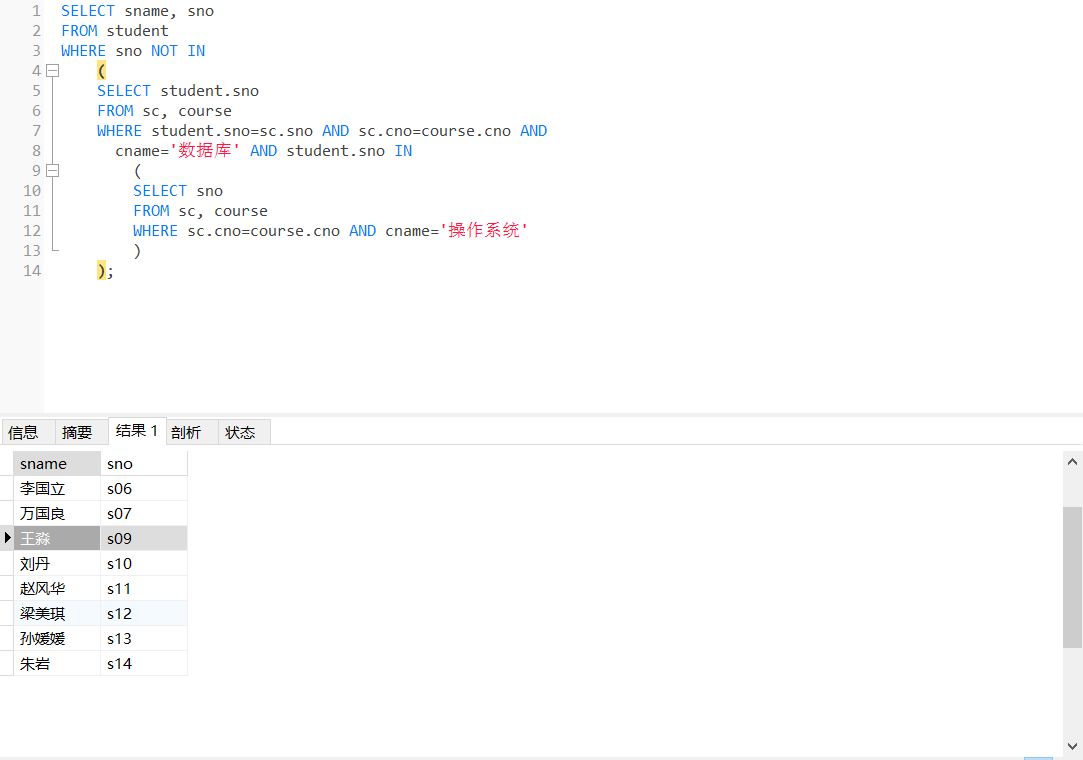 1 SELECT sname, sno
2 FROM student
3 WHERE sno NOT IN
4 (
5 SELECT student.sno
6 FROM sc, course
7 WHERE student.sno=sc.sno AND sc.cno=course.cno AND
8 cname='数据库' AND student.sno IN
9 (
10 SELECT sno
11 FROM sc, course
12 WHERE sc.cno=course.cno AND cname='操作系统'
13 )
14 );
信息 摘要 结果 1 剖析 状态
sname sno
李国立 s06
万国良 s07
王淼 s09
刘丹 s10
赵风华 s11
梁美琪 s12
孙媛媛 s13
朱岩 s14